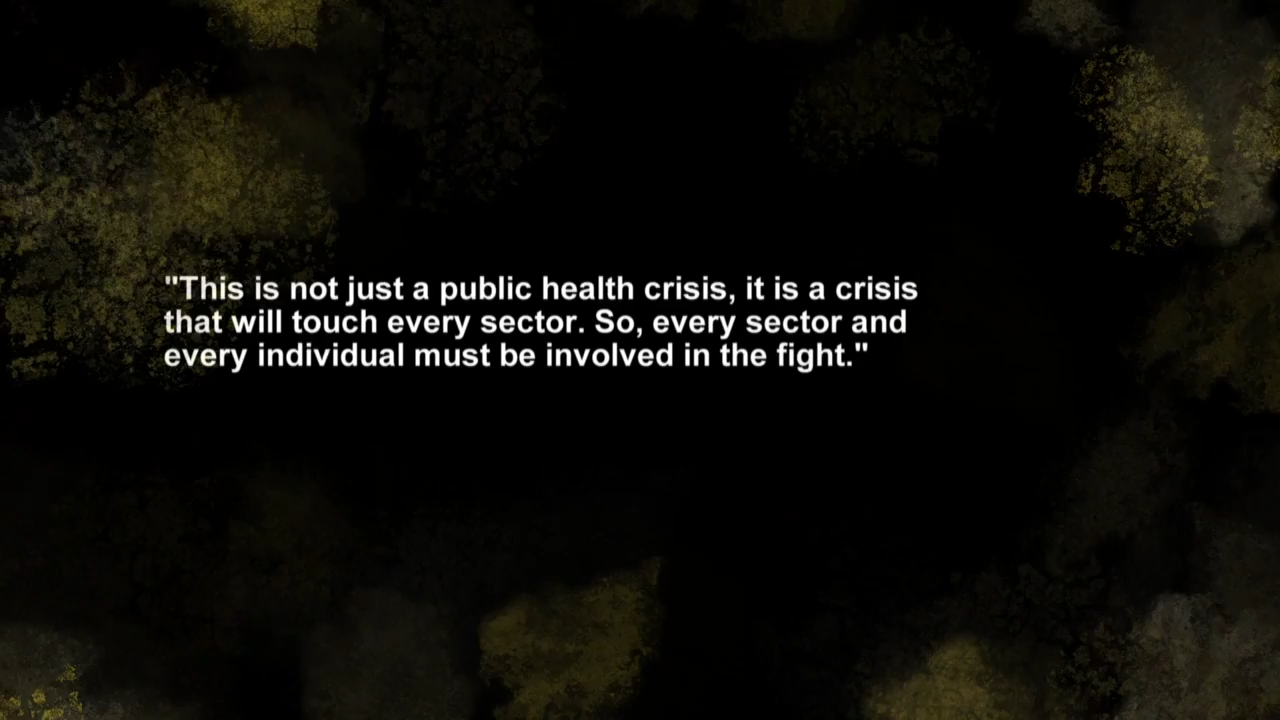 "This is not just a public health crisis, it is a crisis
that will touch every sector. So, every sector and
every individual must be involved in the fight."